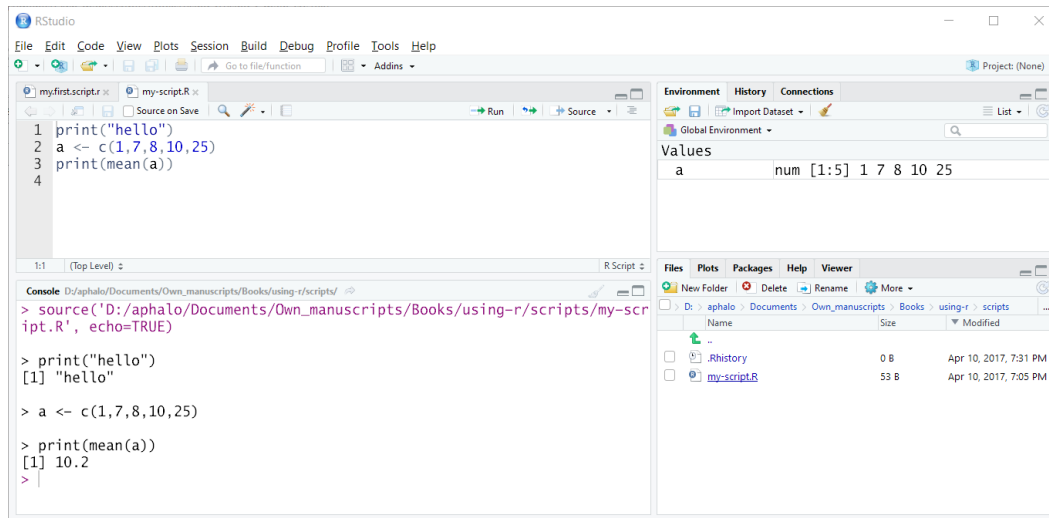 RStudio
File Edit Code View Plots Session Build Debug Profile Tools Help
Go to file/function Addins Project: (None)
my.first.script.r my-script.R
Source on Save Run Source
1 print("hello")
2 a <- c(1,7,8,10,25)
3 print(mean(a))
4
1:1 (Top Level) R Script
Console D:/aphalo/Documents/Own_manuscripts/Books/using-r/scripts/
> source('D:/aphalo/Documents/Own_manuscripts/Books/using-r/scripts/my-scr
ipt.R', echo=TRUE)
> print("hello")
[1] "hello"
> a <- c(1,7,8,10,25)
> print(mean(a))
[1] 10.2
>
Environment History Connections
Import Dataset List
Global Environment
Values
a num [1:5] 1 7 8 10 25
Files Plots Packages Help Viewer
New Folder Delete Rename More
D: > aphalo > Documents > Own_manuscripts > Books > using-r > scripts ...
Name Size Modified
..
.Rhistory 0 B Apr 10, 2017, 7:31 PM
my-script.R 53 B Apr 10, 2017, 7:05 PM